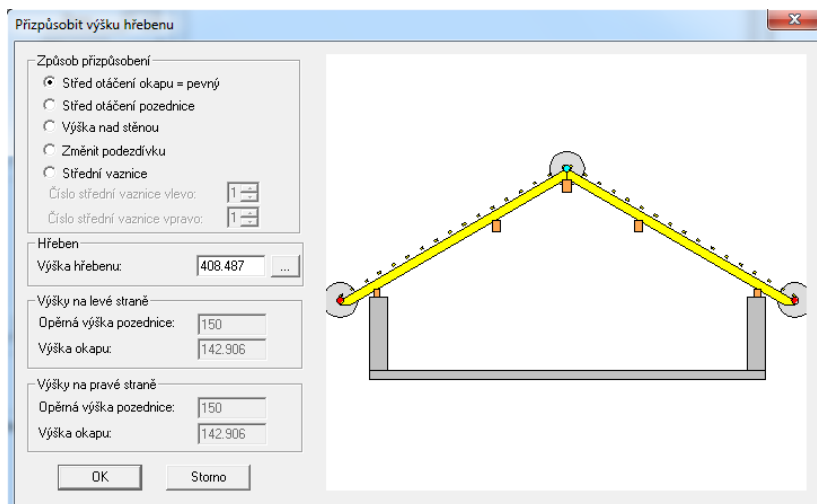 Přizpůsobit výšku hřebenu
Způsob přizpůsobení
Střed otáčení okapu = pevný
Střed otáčení pozednice
Výška nad stěnou
Změnit podezdívku
Střední vaznice
Číslo střední vaznice vlevo: 1
Číslo střední vaznice vpravo: 1
Hřeben
Výška hřebenu: 408.487 ...
Výšky na levé straně
Opěrná výška pozednice: 150
Výška okapu: 142.906
Výšky na pravé straně
Opěrná výška pozednice: 150
Výška okapu: 142.906
OK Storno